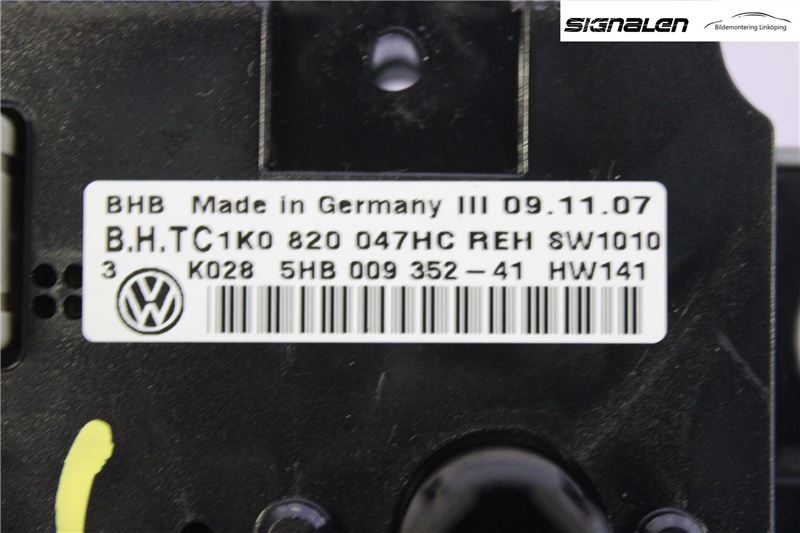 SIGNALEN
Bildemontering Linköping
BHB Made in Germany III 09.11.07
B.H.TC1K0 820 047HC REH SW1010
3 K028 5HB 009 352-41 HW141